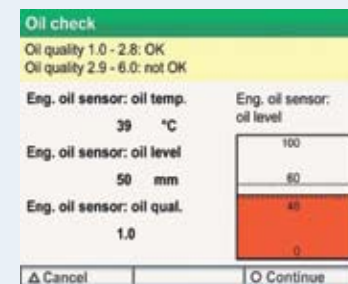 Oil check
Oil quality 1.0 - 2.8: OK
Oil quality 2.9 - 6.0: not OK
Eng. oil sensor: oil temp.
39 °C
Eng. oil sensor: oil level
50 mm
Eng. oil sensor: oil qual.
1.0
Eng. oil sensor:
oil level
100
60
40
0
△ Cancel
O Continue